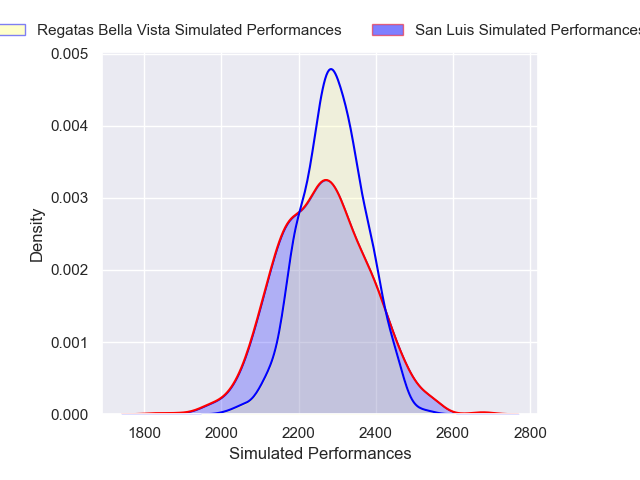 Regatas Bella Vista Simulated Performances San Luis Simulated Performances
0.005
0.004
0.003
0.002
0.001
0.000
Density
1800 2000 2200 2400 2600 2800
Simulated Performances